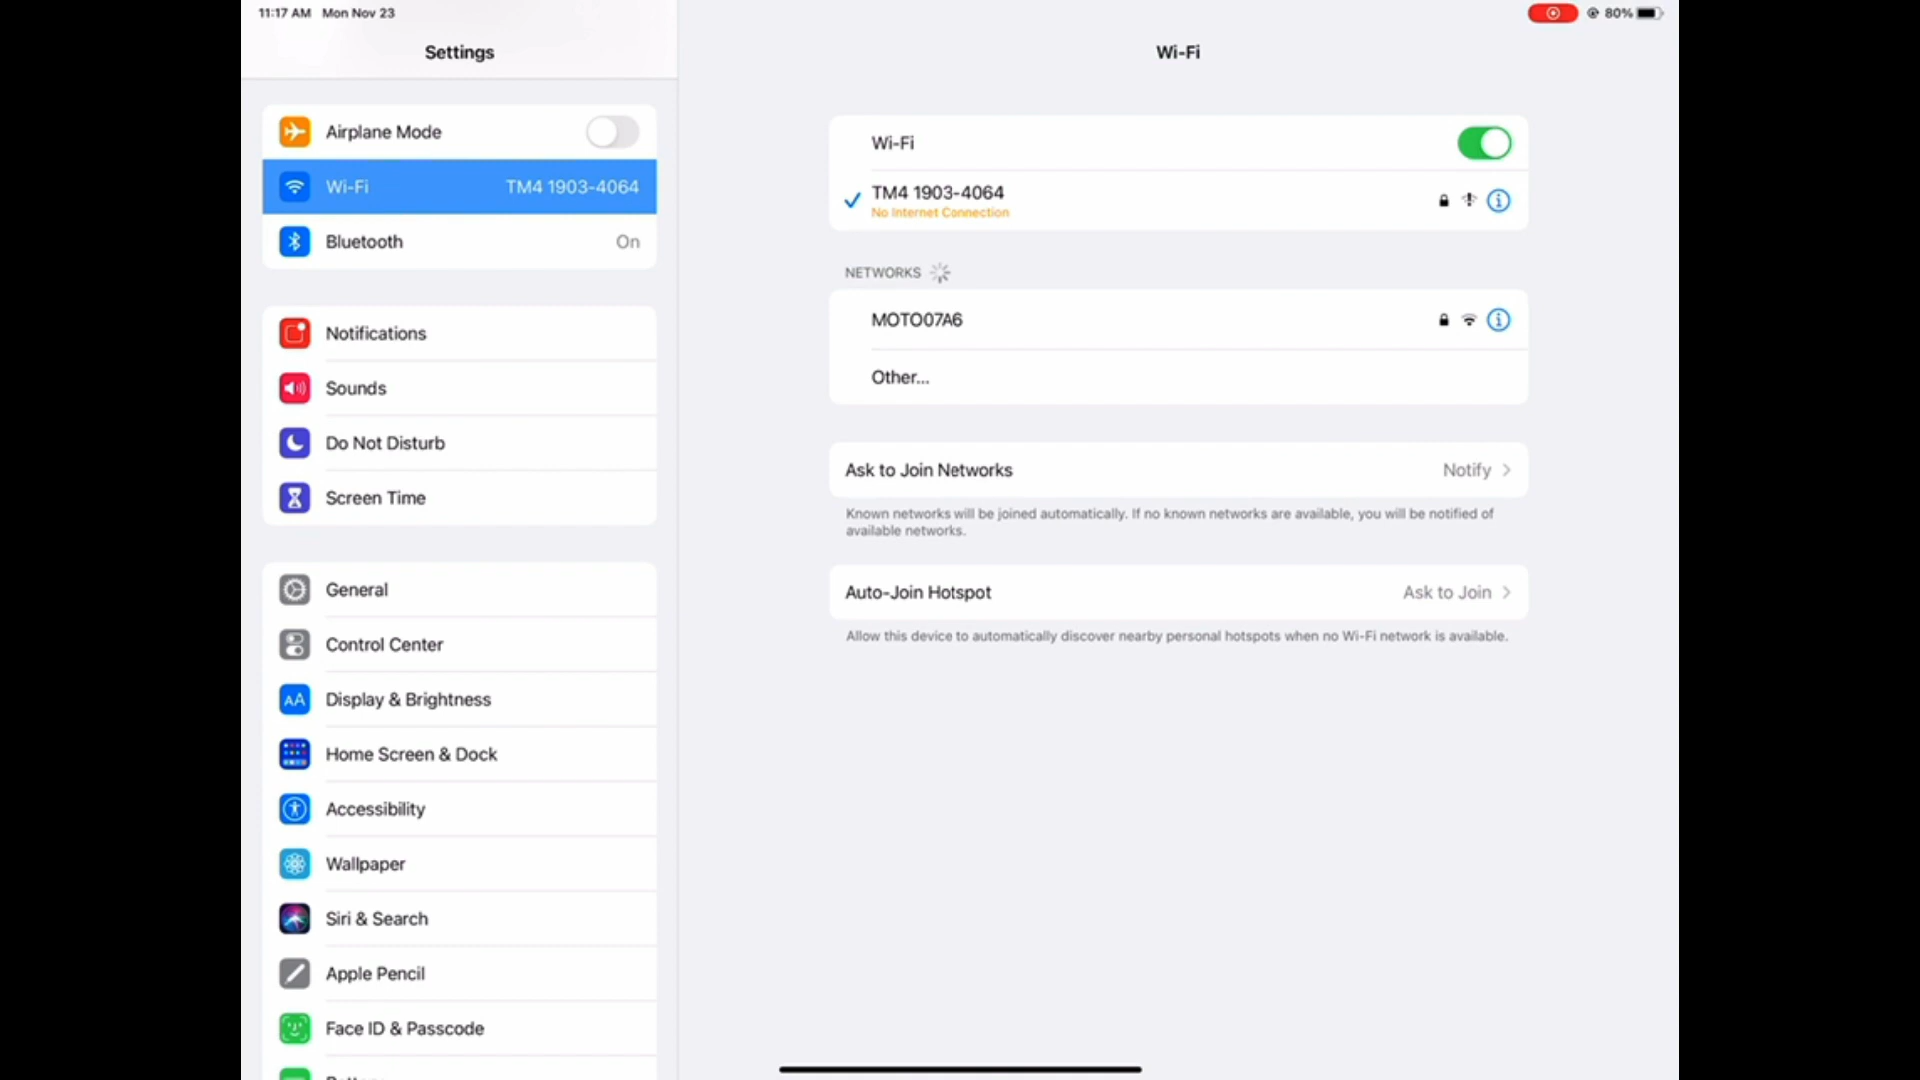 11:17 AM Mon Nov 23
80%
Settings
Airplane Mode
Wi-Fi TM4 1903-4064
Bluetooth On
Notifications
Sounds
Do Not Disturb
Screen Time
General
Control Center
AA Display & Brightness
Home Screen & Dock
Accessibility
Wallpaper
Siri & Search
Apple Pencil
Face ID & Passcode
Wi-Fi
Wi-Fi
TM4 1903-4064
No Internet Connection
NETWORKS
MOTO07A6
Other...
Ask to Join Networks Notify
Known networks will be joined automatically. If no known networks are available, you will be notified of
available networks.
Auto-Join Hotspot Ask to Join
Allow this device to automatically discover nearby personal hotspots when no Wi-Fi network is available.